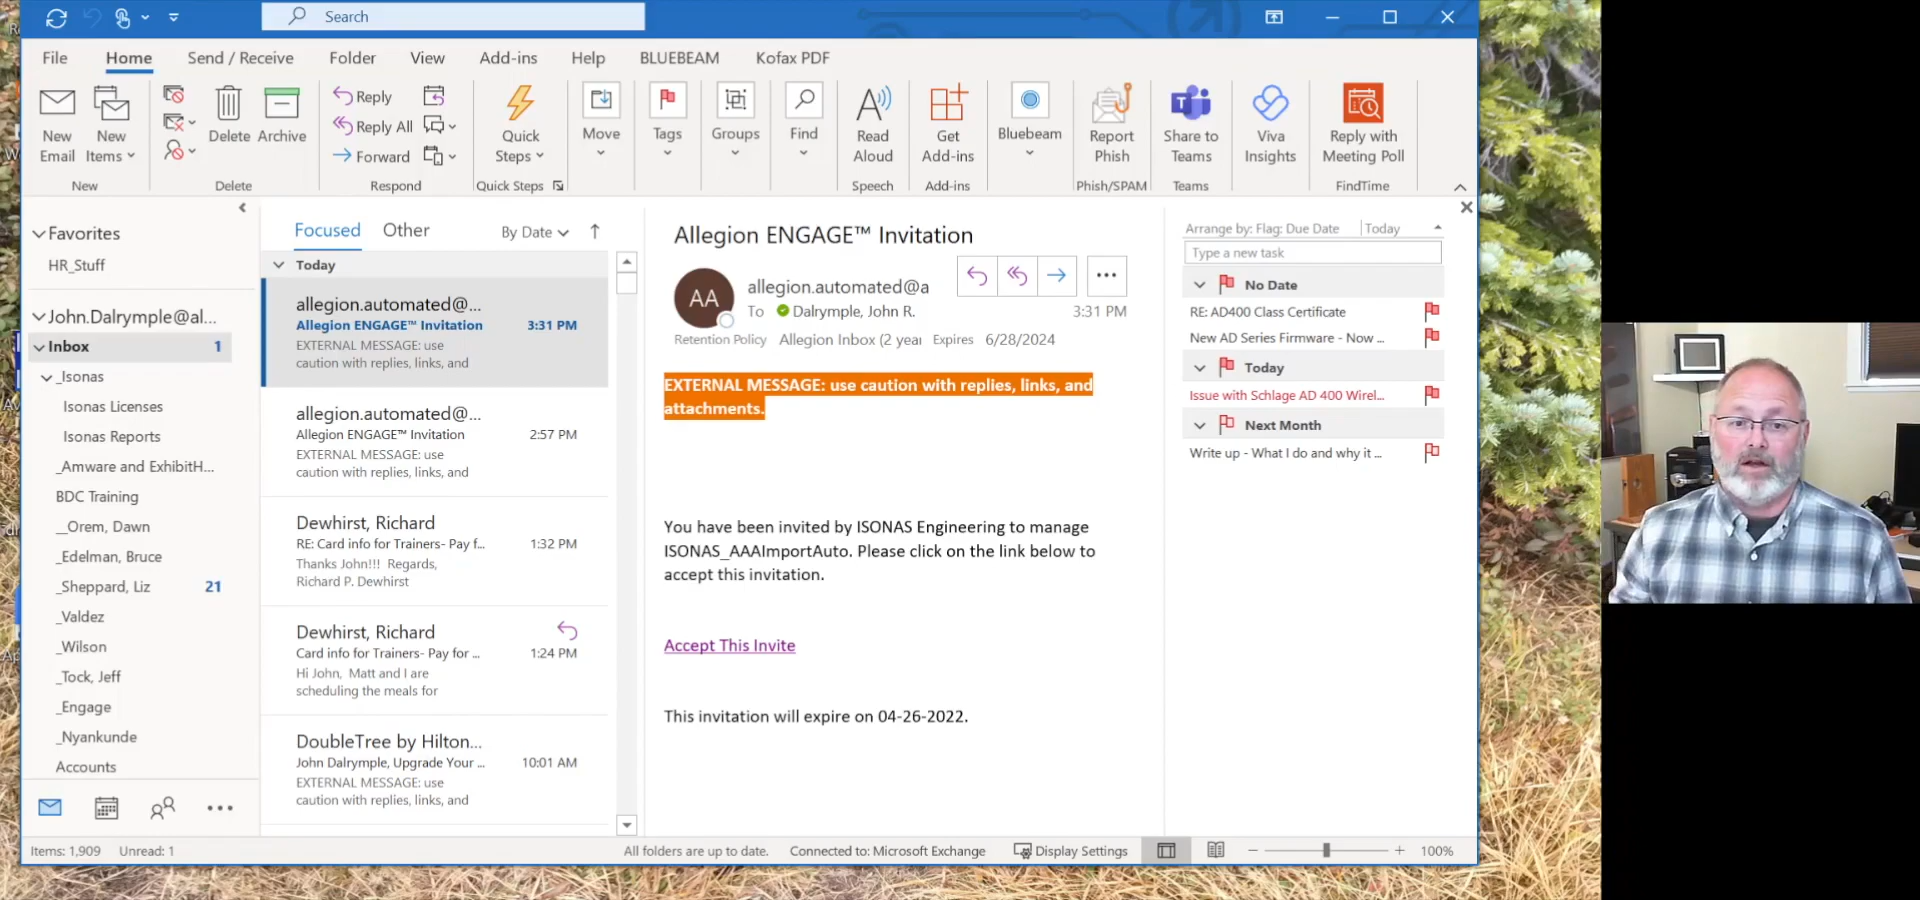 Search
File
Home
Send / Receive
Folder
View
Add-ins
Help
BLUEBEAM
Kofax PDF
New
Email
New
Items
New
Delete
Archive
Delete
Reply
Reply All
Forward
Respond
Quick
Steps
Quick Steps
Move
Tags
Groups
Find
Read
Aloud
Speech
Get
Add-ins
Add-ins
Bluebeam
Report
Phish
Phish/SPAM
Share to
Teams
Teams
Viva
Insights
Reply with
Meeting Poll
FindTime
Favorites
HR_Stuff
John.Dalrymple@al...
Inbox 1
_Isonas
Isonas Licenses
Isonas Reports
_Amware and ExhibitH...
BDC Training
__Orem, Dawn
_Edelman, Bruce
_Sheppard, Liz 21
_Valdez
_Wilson
_Tock, Jeff
_Engage
_Nyankunde
Accounts
Focused Other By Date
Today
allegion.automated@...
Allegion ENGAGE™ Invitation 3:31 PM
EXTERNAL MESSAGE: use
caution with replies, links, and
allegion.automated@...
Allegion ENGAGE™ Invitation 2:57 PM
EXTERNAL MESSAGE: use
caution with replies, links, and
Dewhirst, Richard
RE: Card info for Trainers- Pay f... 1:32 PM
Thanks John!!! Regards,
Richard P. Dewhirst
Dewhirst, Richard
Card info for Trainers- Pay for ... 1:24 PM
Hi John, Matt and I are
scheduling the meals for
DoubleTree by Hilton...
John Dalrymple, Upgrade Your ... 10:01 AM
EXTERNAL MESSAGE: use
caution with replies, links, and
Allegion ENGAGE™ Invitation
AA
allegion.automated@a
To Dalrymple, John R. 3:31 PM
Retention Policy Allegion Inbox (2 year Expires 6/28/2024
EXTERNAL MESSAGE: use caution with replies, links, and
attachments.
You have been invited by ISONAS Engineering to manage
ISONAS_AAAImportAuto. Please click on the link below to
accept this invitation.
Accept This Invite
This invitation will expire on 04-26-2022.
Arrange by: Flag: Due Date Today
Type a new task
No Date
RE: AD400 Class Certificate
New AD Series Firmware - Now ...
Today
Issue with Schlage AD 400 Wirel...
Next Month
Write up - What I do and why it ...
Items: 1,909 Unread: 1 All folders are up to date. Connected to: Microsoft Exchange Display Settings 100%